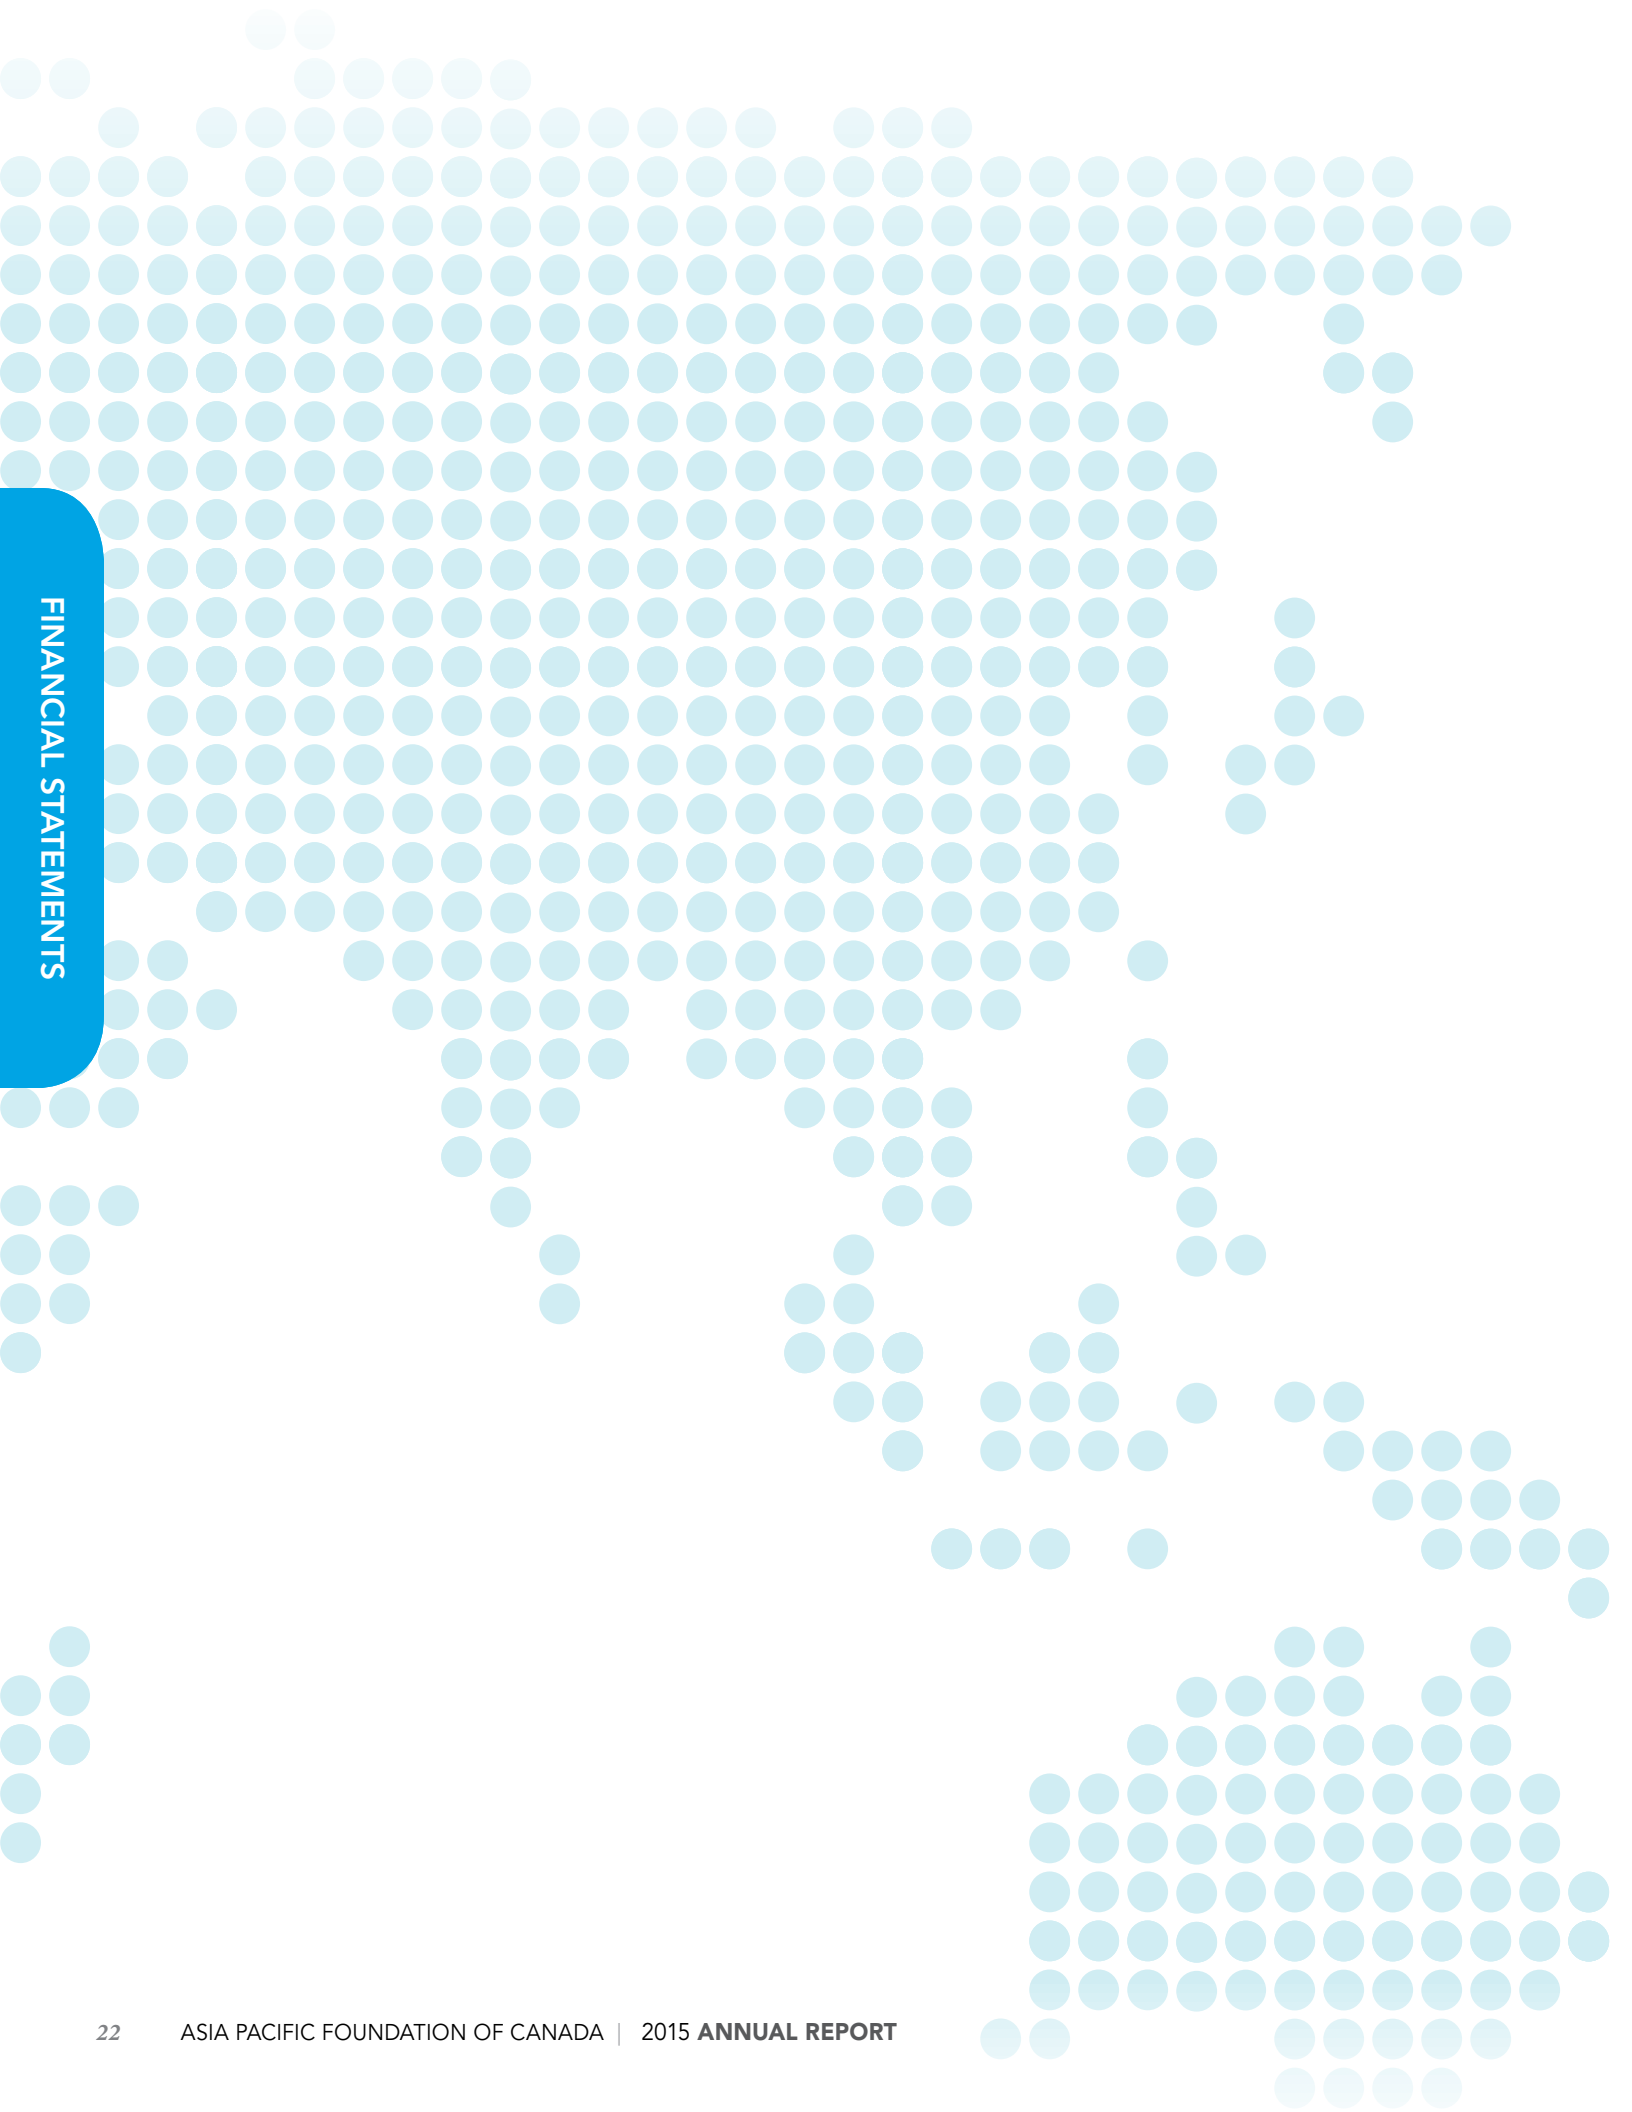 FINANCIAL STATEMENTS
22 ASIA PACIFIC FOUNDATION OF CANADA | 2015 ANNUAL REPORT